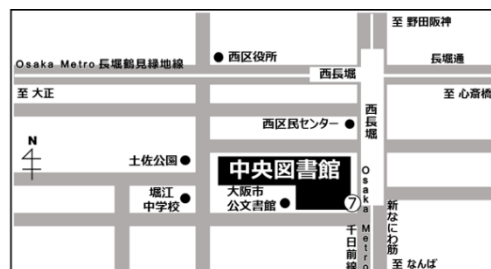 至 野田阪神
西区役所
Osaka Metro 長堀鶴見緑地線
長堀通
西長堀
至 大正
至 心斎橋
西長堀
西区民センター
N
土佐公園
中央図書館
堀江
中学校
大阪市
公文書館
7
Osaka Metro
千日前線
新なにわ筋
至 なんば